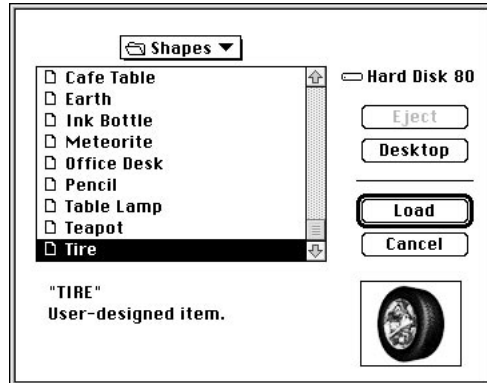 Shapes
Cafe Table
Earth
Ink Bottle
Meteorite
Office Desk
Pencil
Table Lamp
Teapot
Tire
Hard Disk 80
Eject
Desktop
Load
Cancel
"TIRE"
User-designed item.